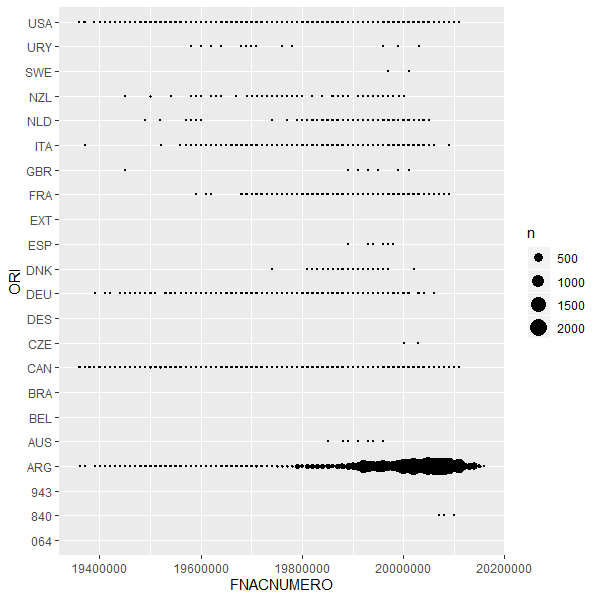 ORI
USA
URY
SWE
NZL
NLD
ITA
GBR
FRA
EXT
ESP
DNK
DEU
DES
CZE
CAN
BRA
BEL
AUS
ARG
943
840
064
19400000 19600000 19800000 20000000 20200000
FNACNUMERO
n
500
1000
1500
2000